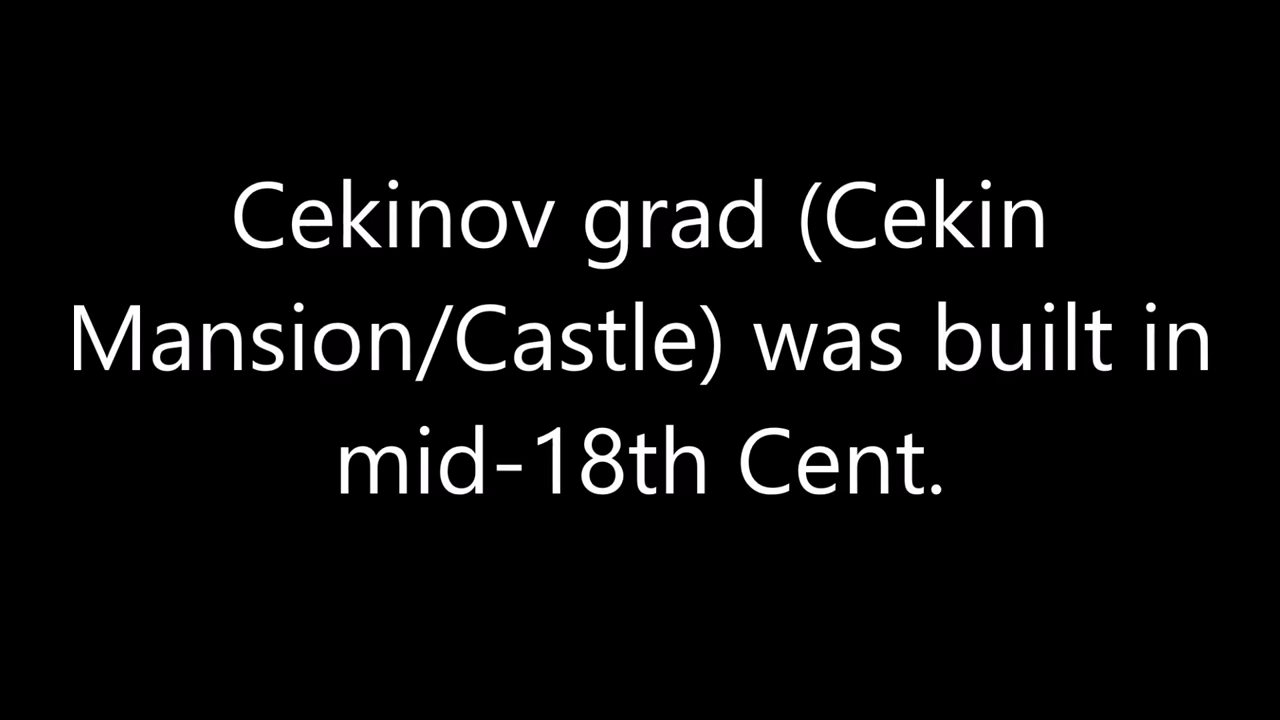 Cekinov grad (Cekin
Mansion/Castle) was built in
mid-18th Cent.